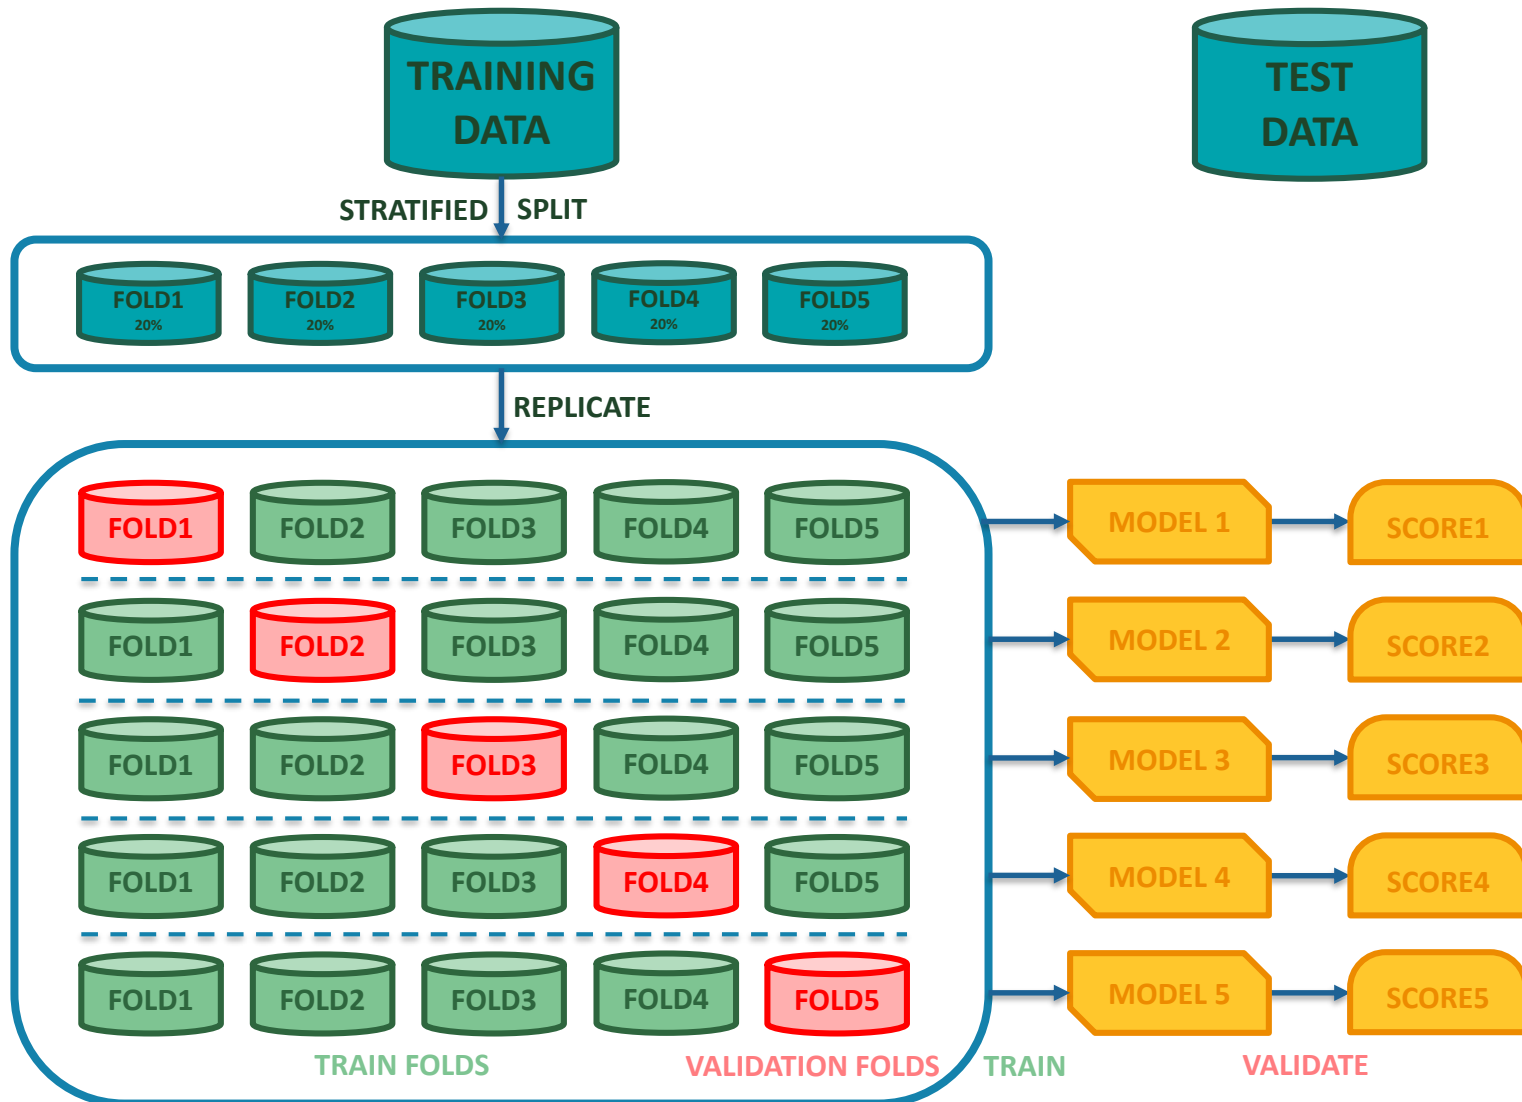 TRAINING
DATA
TEST
DATA
STRATIFIED SPLIT
FOLD1 FOLD2 FOLD3 FOLD4 FOLD5
20% 20% 20% 20% 20%
REPLICATE
FOLD1 FOLD2 FOLD3 FOLD4 FOLD5 MODEL 1 SCORE1
FOLD1 FOLD2 FOLD3 FOLD4 FOLD5 MODEL 2 SCORE2
FOLD1 FOLD2 FOLD3 FOLD4 FOLD5 MODEL 3 SCORE3
FOLD1 FOLD2 FOLD3 FOLD4 FOLD5 MODEL 4 SCORE4
FOLD1 FOLD2 FOLD3 FOLD4 FOLD5 MODEL 5 SCORE5
TRAIN FOLDS VALIDATION FOLDS TRAIN VALIDATE